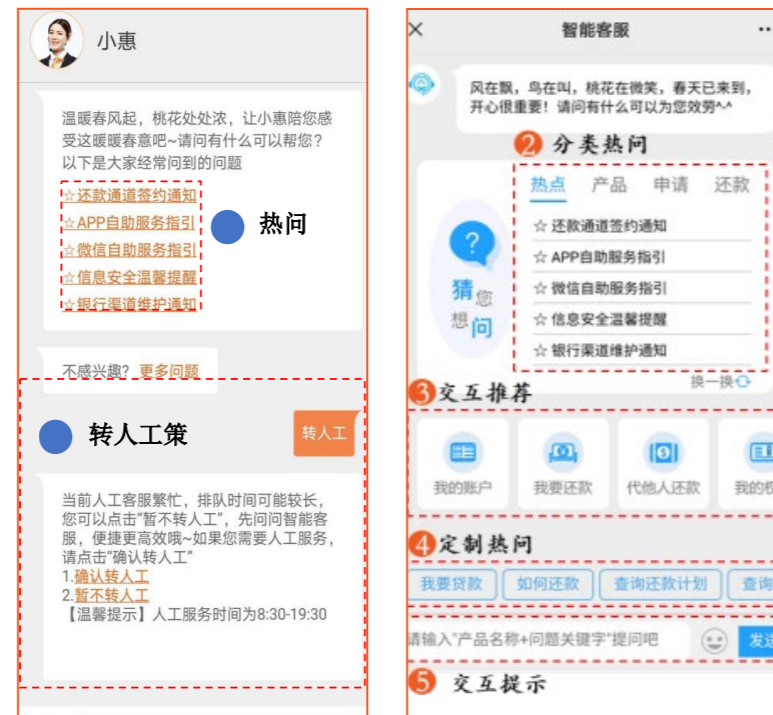 小惠
温暖春风起，桃花处处浓，让小惠陪您感
受这暖暖春意吧~请问有什么可以帮您？
以下是大家经常问到的问题
☆还款通道签约通知
☆APP自助服务指引
☆微信自助服务指引
☆信息安全温馨提醒
☆银行渠道维护通知
热问
不感兴趣？更多问题
转人工策
转人工
当前人工客服繁忙，排队时间可能较长，
您可以点击“暂不转人工”，先问问智能客
服，便捷更高效哦~如果您需要人工服务，
请点击“确认转人工”
1.确认转人工
2.暂不转人工
【温馨提示】人工服务时间为8:30-19:30
智能客服
风在飘，鸟在叫，桃花在微笑，春天已来到，
开心很重要！请问有什么可以为您效劳^-^
2 分类热问
热点 产品 申请 还款
?
猜您
想问
☆ 还款通道签约通知
☆ APP自助服务指引
☆ 微信自助服务指引
☆ 信息安全温馨提醒
☆ 银行渠道维护通知
换一换
3 交互推荐
我的账户 我要还款 代他人还款 我的
4 定制热问
我要贷款 如何还款 查询还款计划 查询
请输入“产品名称+问题关键字”提问吧 发送
5 交互提示